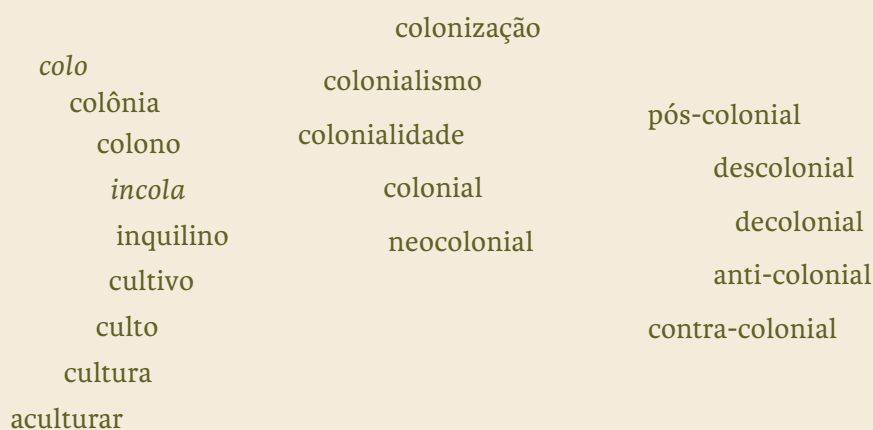 colo
colônia
colono
incola
inquilino
cultivo
culto
cultura
aculturar
colonização
colonialismo
colonialidade
colonial
neocolonial
pós-colonial
descolonial
decolonial
anti-colonial
contra-colonial